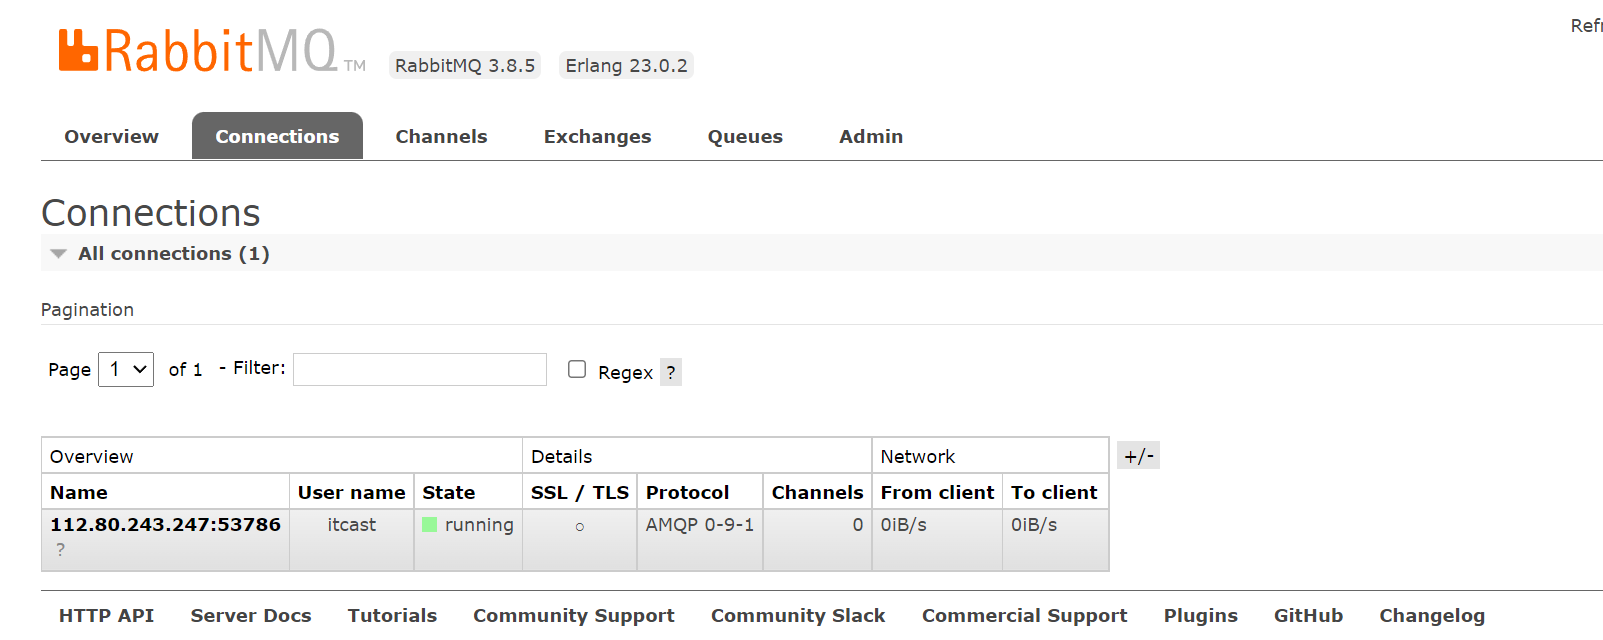 Refr
RabbitMQ TM RabbitMQ 3.8.5 Erlang 23.0.2
Overview Connections Channels Exchanges Queues Admin
Connections
All connections (1)
Pagination
Page 1 of 1 - Filter: Regex ?
Overview Details Network +/-
Name User name State SSL / TLS Protocol Channels From client To client
112.80.243.247:53786 itcast running ○ AMQP 0-9-1 0 0iB/s 0iB/s
?
HTTP API Server Docs Tutorials Community Support Community Slack Commercial Support Plugins GitHub Changelog